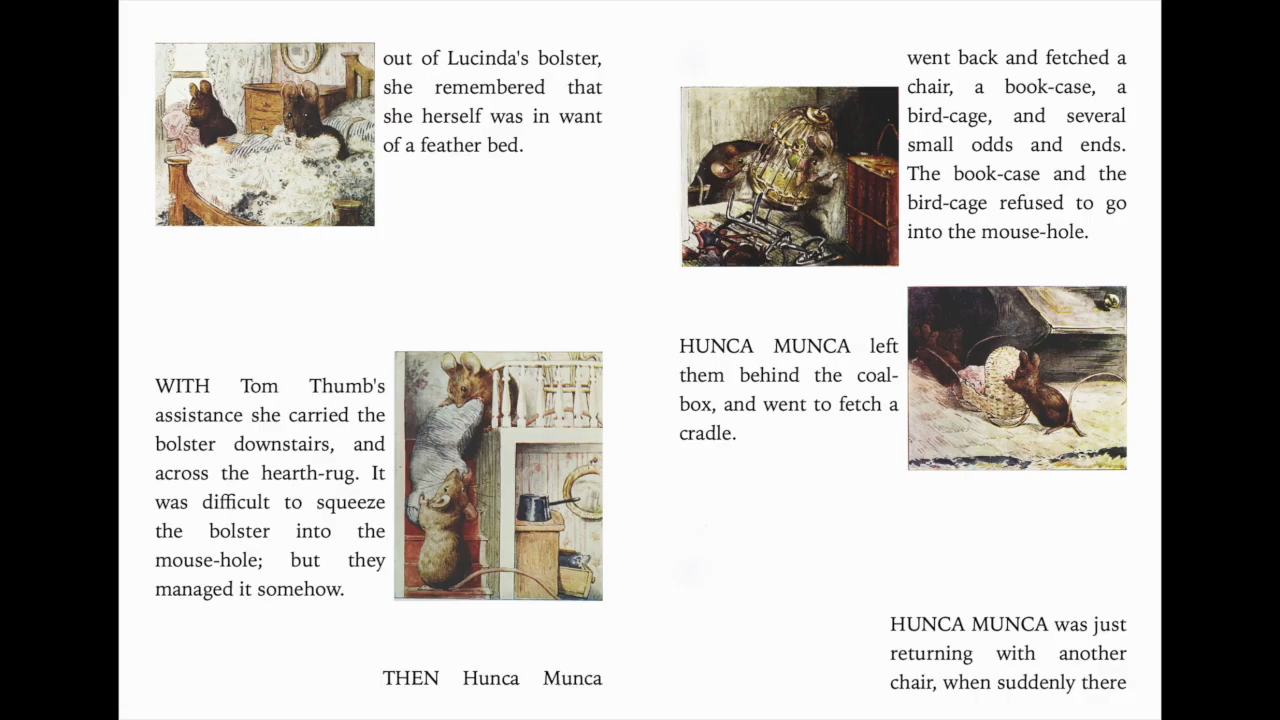 out of Lucinda's bolster,
she remembered that
she herself was in want
of a feather bed.
WITH Tom Thumb's
assistance she carried the
bolster downstairs, and
across the hearth-rug. It
was difficult to squeeze
the bolster into the
mouse-hole; but they
managed it somehow.
THEN Hunca Munca
went back and fetched a
chair, a book-case, a
bird-cage, and several
small odds and ends.
The book-case and the
bird-cage refused to go
into the mouse-hole.
HUNCA MUNCA left
them behind the coal-
box, and went to fetch a
cradle.
HUNCA MUNCA was just
returning with another
chair, when suddenly there